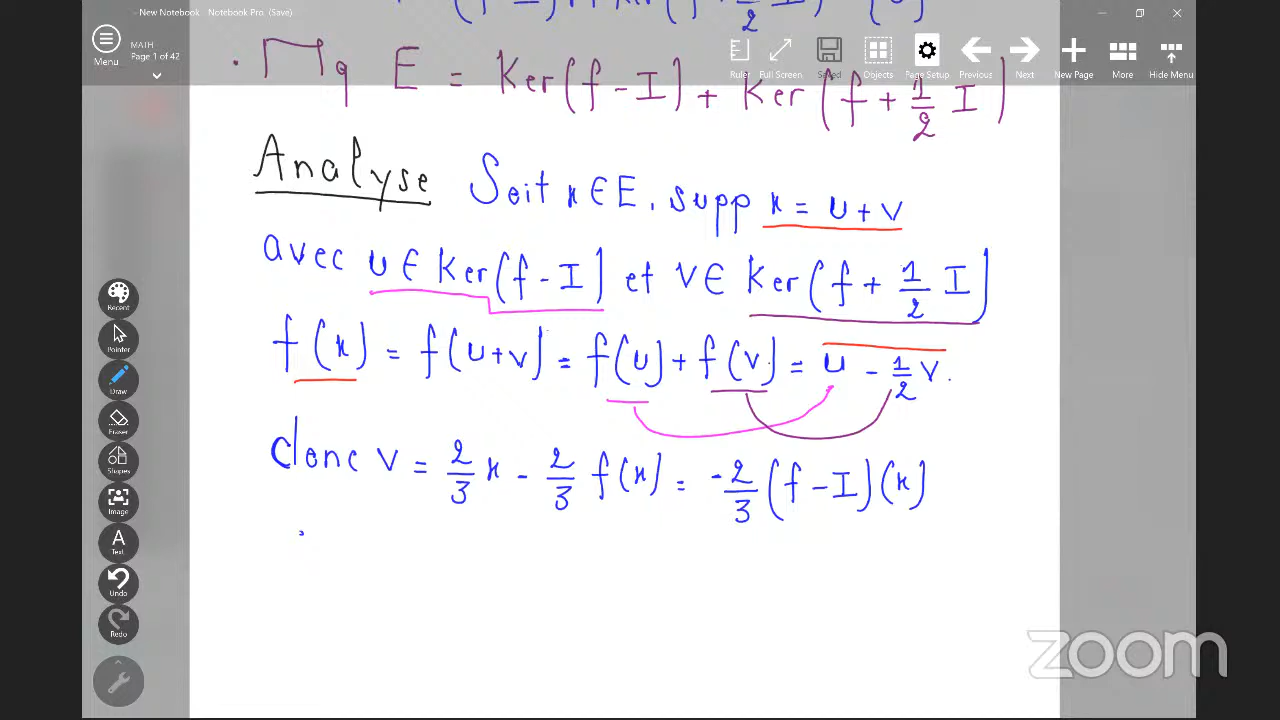 - New Notebook - Notebook Pro. (Save)
Menu
MATH
Page 1 of 42
Ruler Full Screen Saved Objects Page Setup Previous Next New Page More Hide Menu
. Mq E = Ker(f - I) + Ker(f + 1/2 I)
Analyse Soit x ∈ E, supp x = u + v
avec u ∈ Ker(f - I) et v ∈ Ker(f + 1/2 I)
f(x) = f(u+v) = f(u) + f(v) = u - 1/2 v.
donc v = 2/3 x - 2/3 f(x) = -2/3 (f - I)(x)
Recent
Pointer
Draw
Eraser
Shapes
Image
A
Text
Undo
Redo
zoom